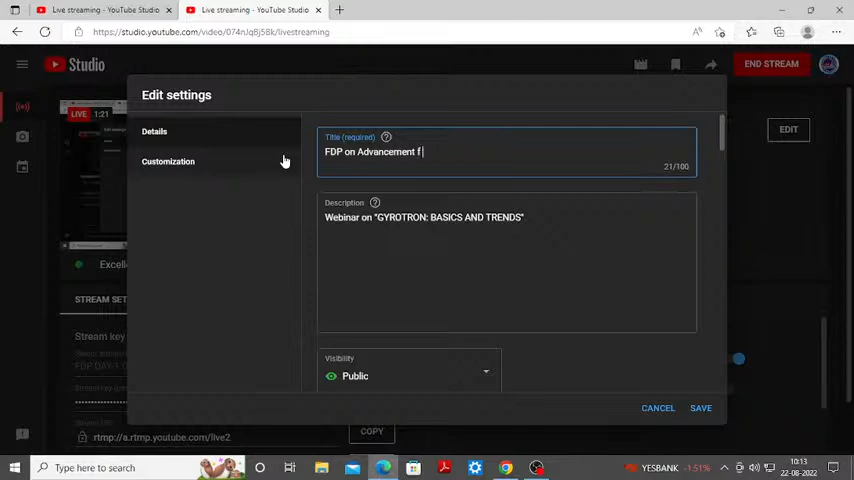 Live streaming - YouTube Studio
Live streaming - YouTube Studio
https://studio.youtube.com/video/074nJqBj58k/livestreaming
Studio
END STREAM
Edit settings
LIVE 1:21
Details
Customization
Title (required)
FDP on Advancement f
21/100
EDIT
Description
Webinar on "GYROTRON: BASICS AND TRENDS"
Excelle
STREAM SET
Stream key
Visibility
Public
CANCEL
SAVE
rtmp://a.rtmp.youtube.com/live2
COPY
Type here to search
YESBANK -1.51%
10:13
22-08-2022